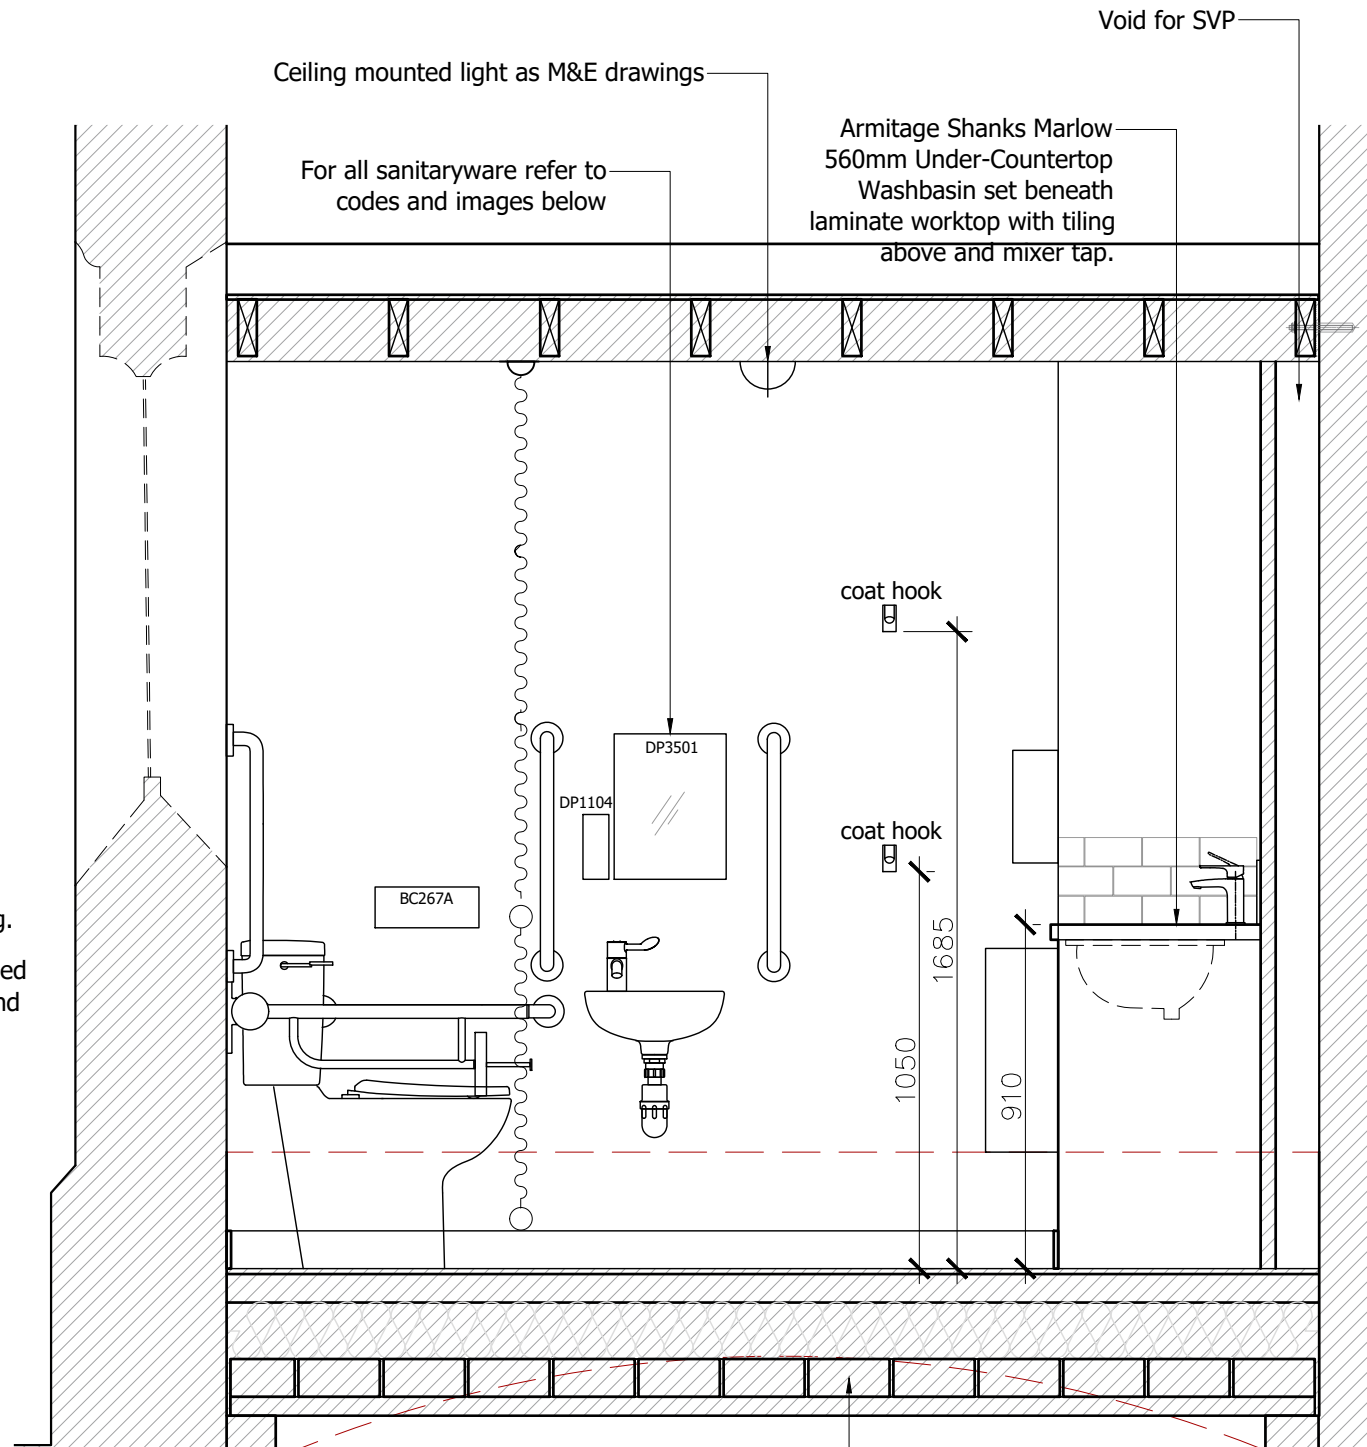 Void for SVP
Ceiling mounted light as M&E drawings
Armitage Shanks Marlow
560mm Under-Countertop
Washbasin set beneath
laminate worktop with tiling
above and mixer tap.
For all sanitaryware refer to
codes and images below
coat hook
DP3501
DP1104
coat hook
BC267A
1685
1050
910